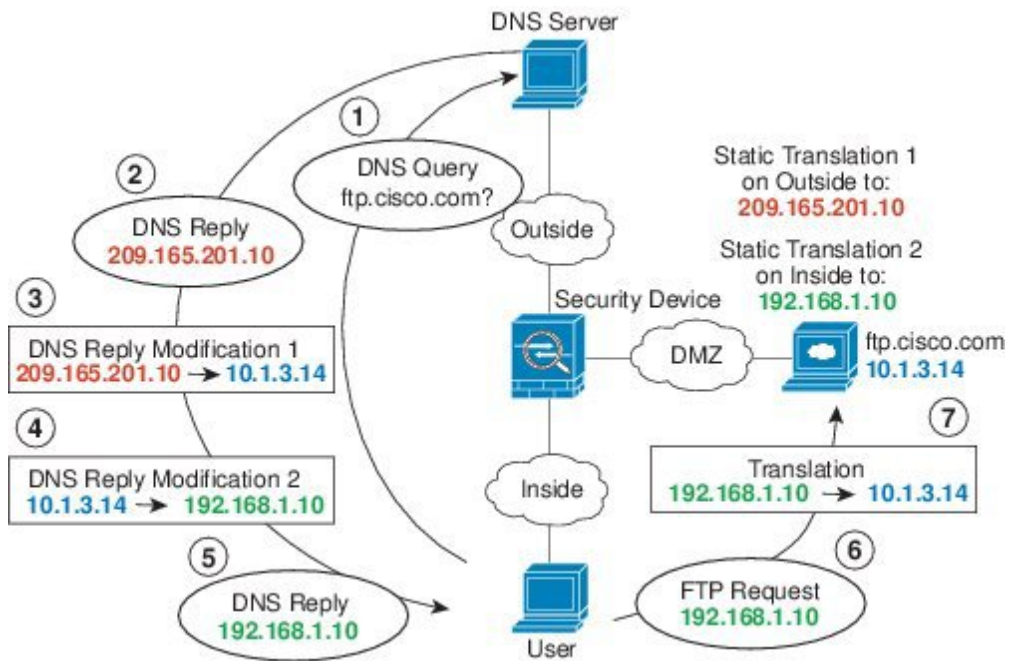 DNS Server
1
DNS Query
ftp.cisco.com?
2
DNS Reply
209.165.201.10
Outside
Static Translation 1
on Outside to:
209.165.201.10
Static Translation 2
on Inside to:
192.168.1.10
3
DNS Reply Modification 1
209.165.201.10 → 10.1.3.14
Security Device
DMZ
ftp.cisco.com
10.1.3.14
4
DNS Reply Modification 2
10.1.3.14 → 192.168.1.10
Inside
7
Translation
192.168.1.10 → 10.1.3.14
5
DNS Reply
192.168.1.10
User
6
FTP Request
192.168.1.10